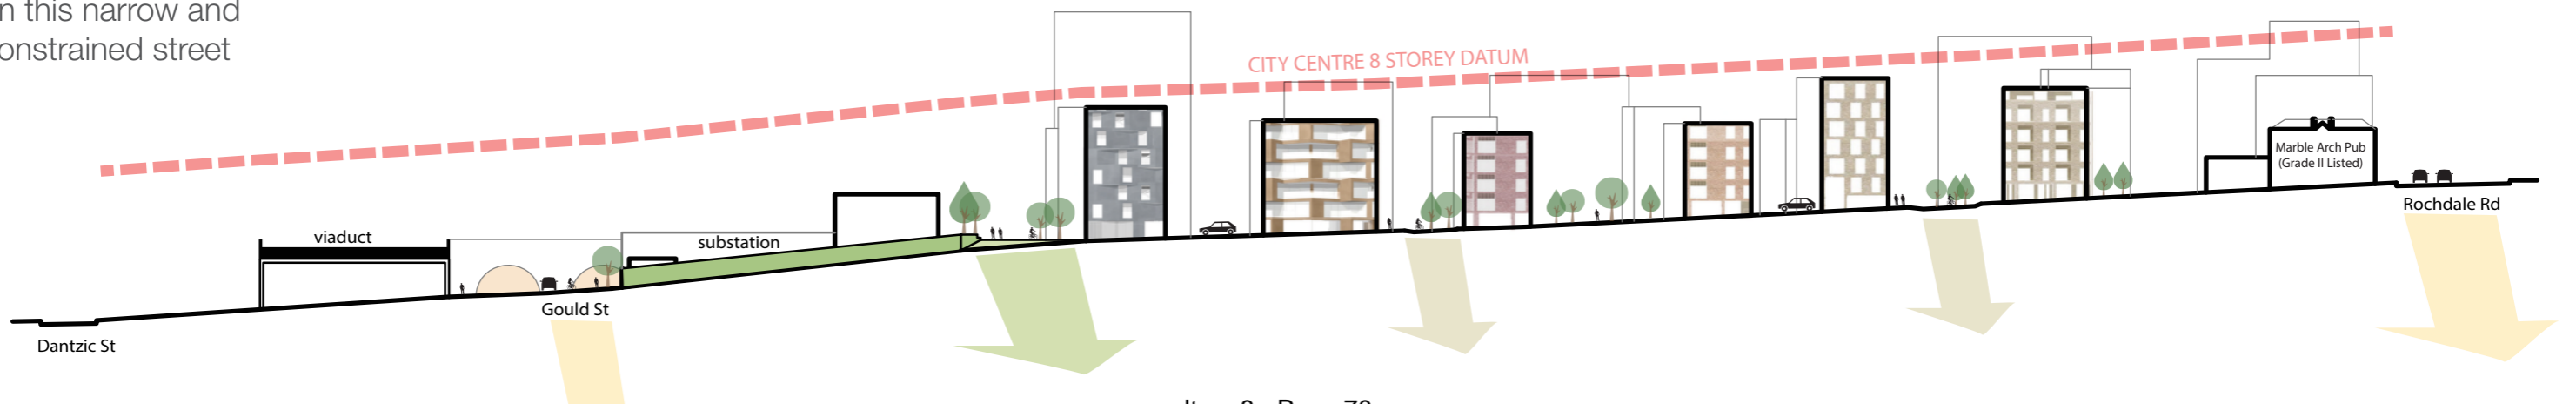 n this narrow and
onstrained street
CITY CENTRE 8 STOREY DATUM
Marble Arch Pub
(Grade II Listed)
viaduct
substation
Gould St
Rochdale Rd
Dantzic St